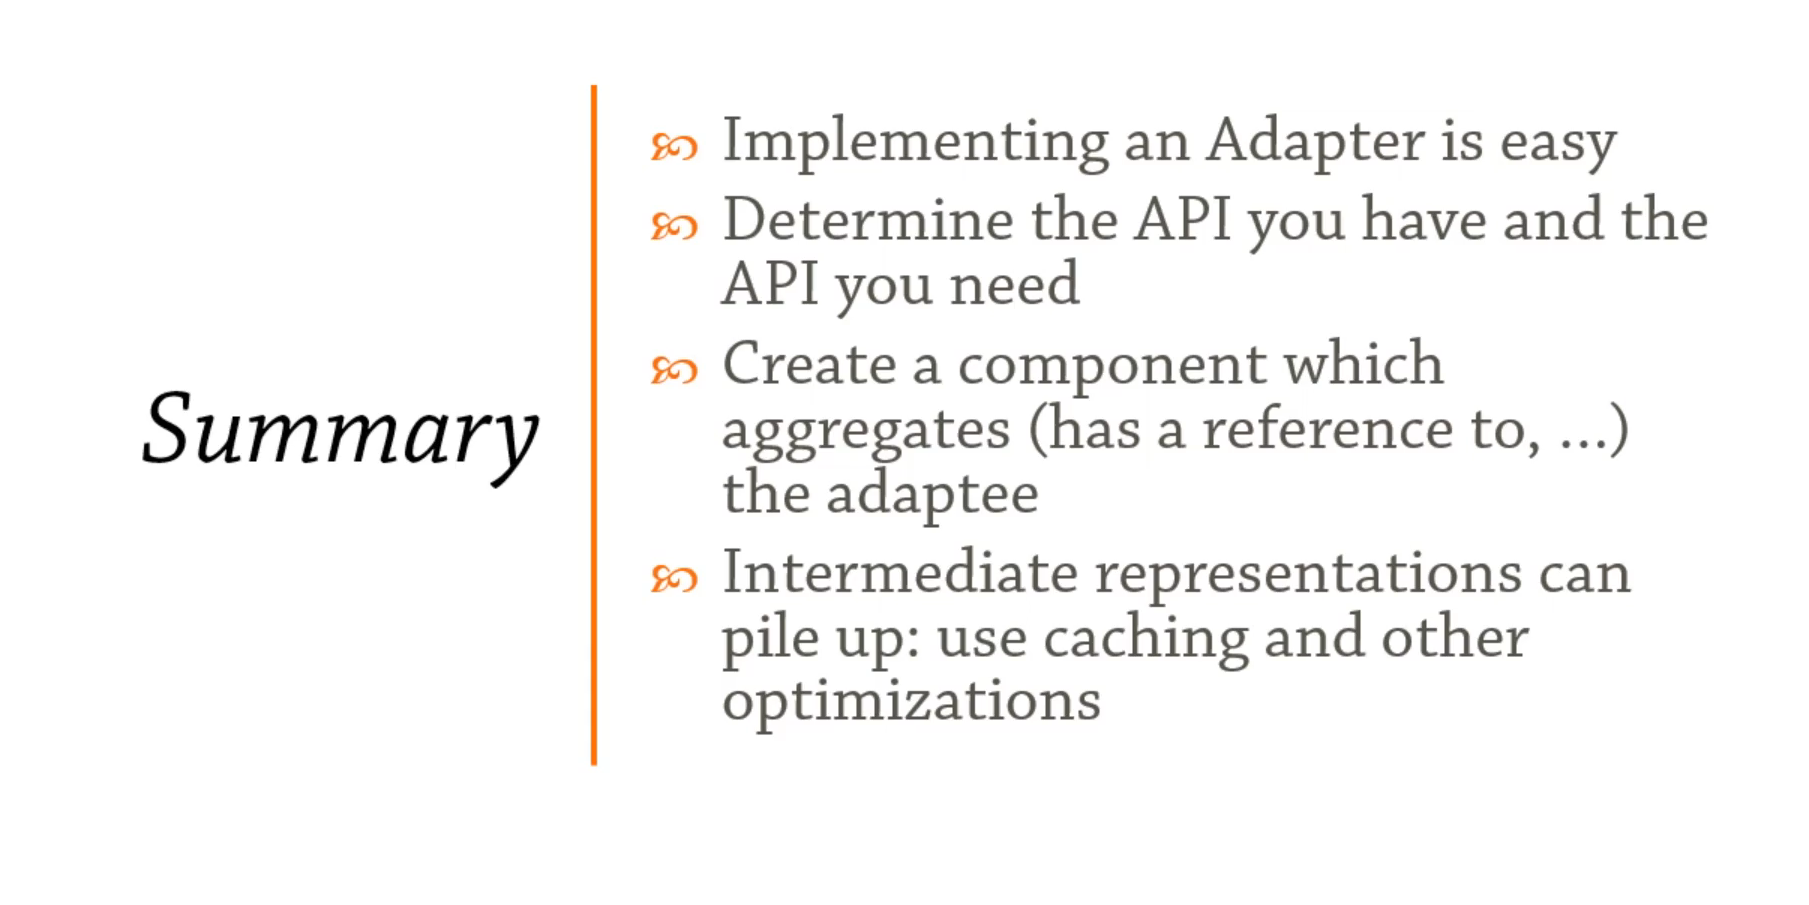 Summary
Implementing an Adapter is easy
Determine the API you have and the
API you need
Create a component which
aggregates (has a reference to, ...)
the adaptee
Intermediate representations can
pile up: use caching and other
optimizations